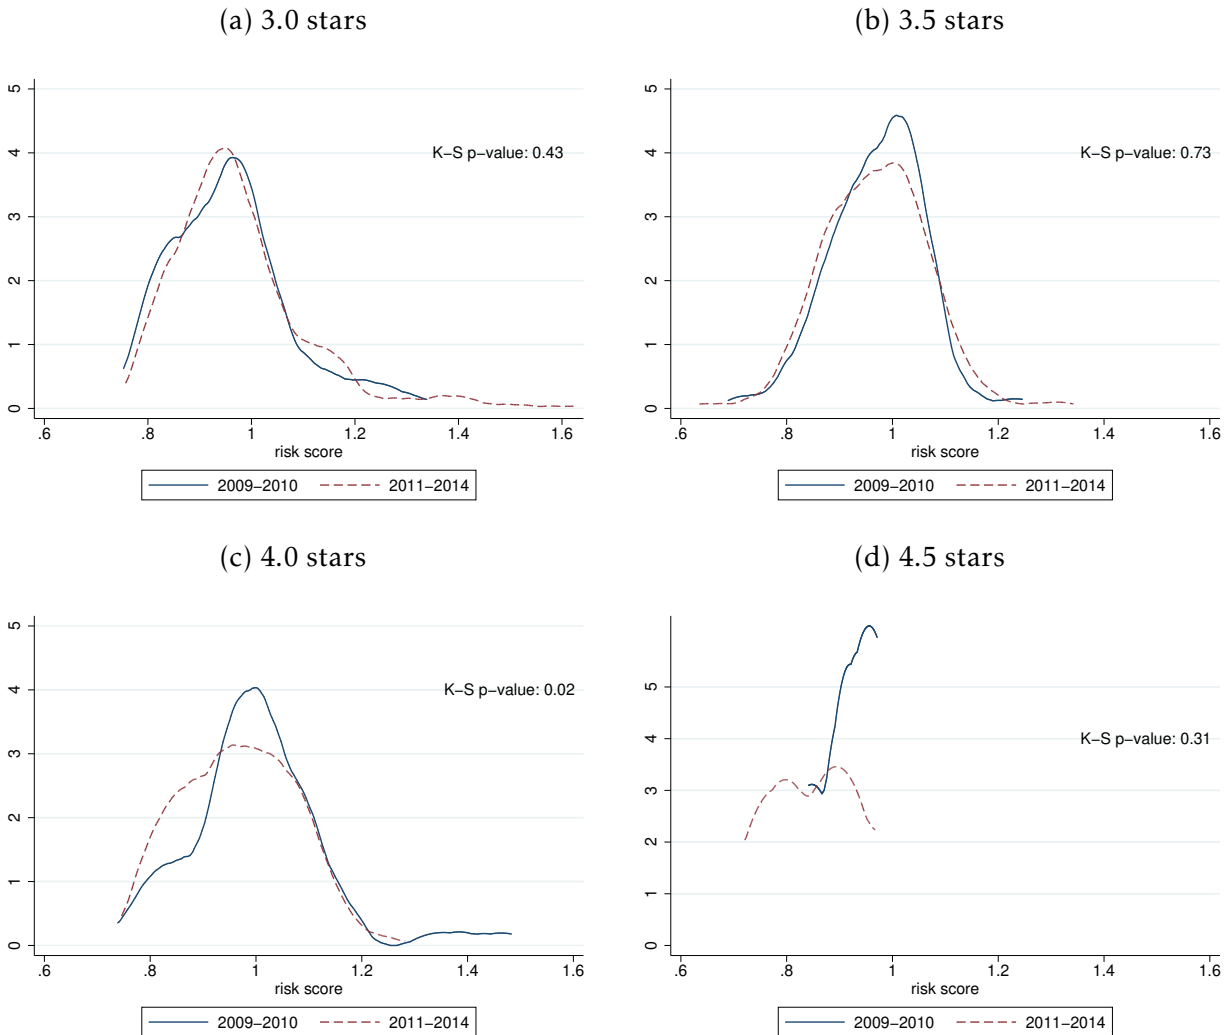 (a) 3.0 stars
5
4
3
2
1
0
K–S p–value: 0.43
.6 .8 1 1.2 1.4 1.6
risk score
2009–2010 2011–2014
(b) 3.5 stars
5
4
3
2
1
0
K–S p–value: 0.73
.6 .8 1 1.2 1.4 1.6
risk score
2009–2010 2011–2014
(c) 4.0 stars
5
4
3
2
1
0
K–S p–value: 0.02
.6 .8 1 1.2 1.4 1.6
risk score
2009–2010 2011–2014
(d) 4.5 stars
5
4
3
2
1
0
K–S p–value: 0.31
.6 .8 1 1.2 1.4 1.6
risk score
2009–2010 2011–2014